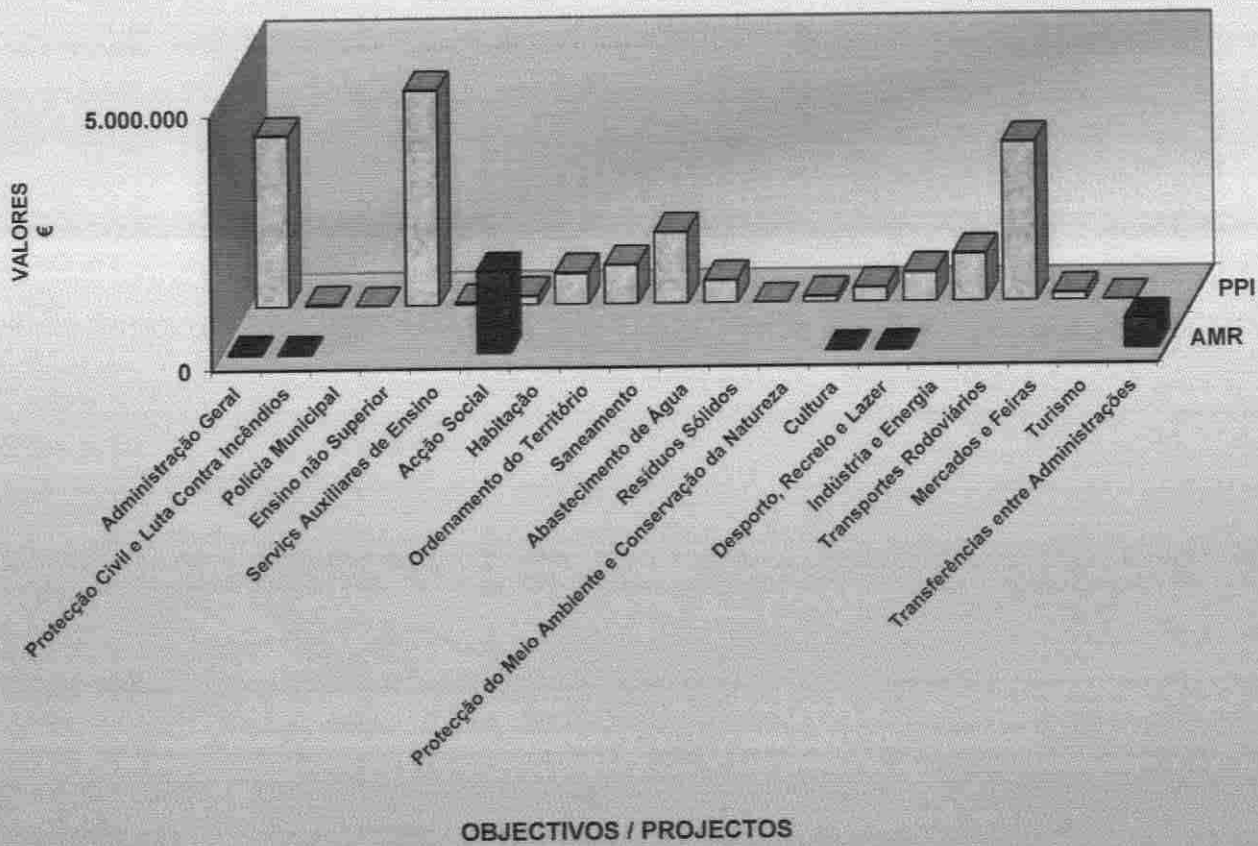 5.000.000
VALORES
€
0
PPI
AMR
Administração Geral
Protecção Civil e Luta Contra Incêndios
Polícia Municipal
Ensino não Superior
Serviçs Auxiliares de Ensino
Acção Social
Habitação
Ordenamento do Território
Saneamento
Abastecimento de Água
Resíduos Sólidos
Protecção do Meio Ambiente e Conservação da Natureza
Cultura
Desporto, Recreio e Lazer
Indústria e Energia
Transportes Rodoviários
Mercados e Feiras
Turismo
Transferências entre Administrações
OBJECTIVOS / PROJECTOS